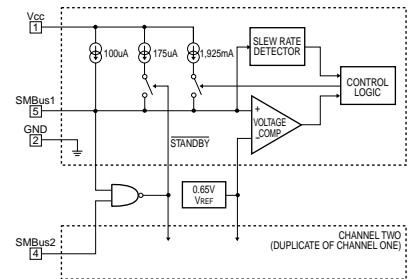 Vcc
1
100uA
175uA
1,925mA
SLEW RATE
DETECTOR
CONTROL
LOGIC
SMBus1
5
+
VOLTAGE
COMP
–
GND
2
STANDBY
0.65V
VREF
SMBus2
4
CHANNEL TWO
(DUPLICATE OF CHANNEL ONE)